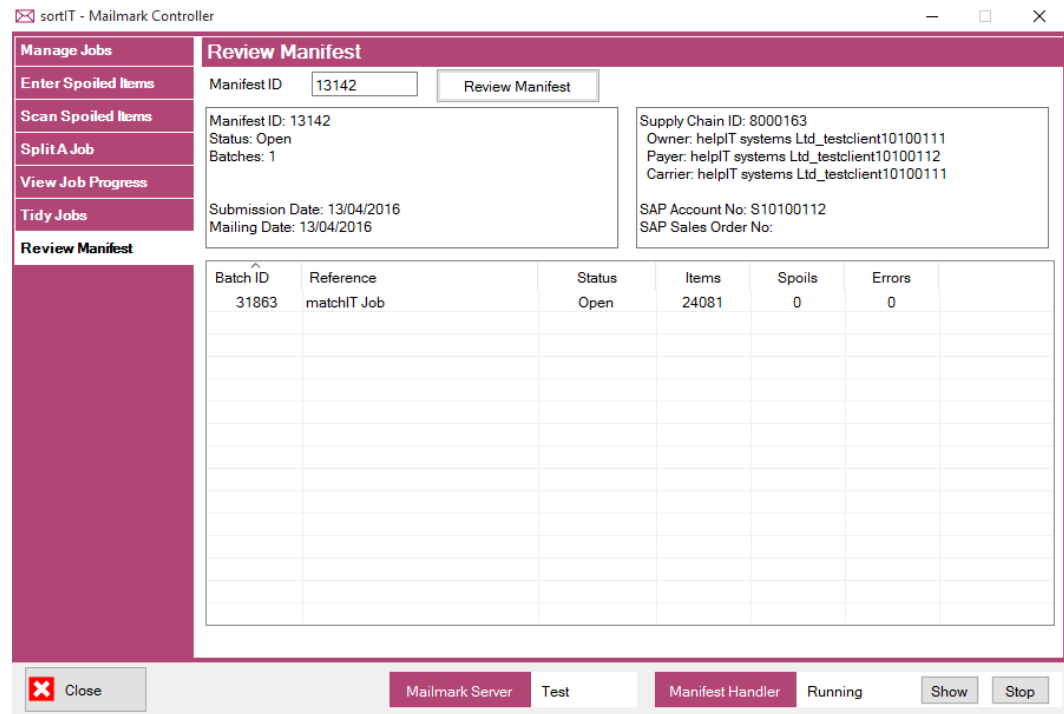 sortIT - Mailmark Controller
Manage Jobs
Enter Spoiled Items
Scan Spoiled Items
Split A Job
View Job Progress
Tidy Jobs
Review Manifest
Review Manifest
Manifest ID 13142 Review Manifest
Manifest ID: 13142
Status: Open
Batches: 1
Submission Date: 13/04/2016
Mailing Date: 13/04/2016
Supply Chain ID: 8000163
Owner: helpIT systems Ltd_testclient10100111
Payer: helpIT systems Ltd_testclient10100112
Carrier: helpIT systems Ltd_testclient10100111
SAP Account No: S10100112
SAP Sales Order No:
Batch ID Reference Status Items Spoils Errors
31863 matchIT Job Open 24081 0 0
Close Mailmark Server Test Manifest Handler Running Show Stop